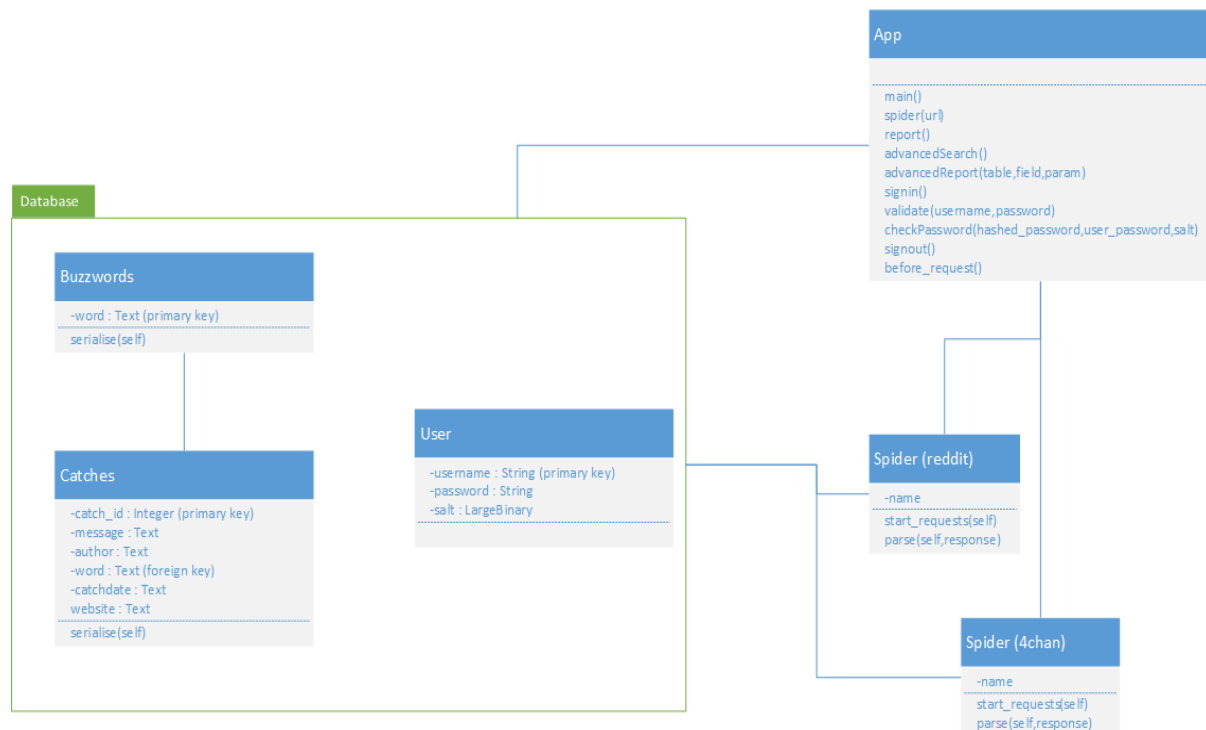 App
main()
spider(url)
report()
advancedSearch()
advancedReport(table,field,param)
signin()
validate(username,password)
checkPassword(hashed_password,user_password,salt)
signout()
before_request()
Database
Buzzwords
-word : Text (primary key)
serialise(self)
Catches
-catch_id : Integer (primary key)
-message : Text
-author : Text
-word : Text (foreign key)
-catchdate : Text
website : Text
serialise(self)
User
-username : String (primary key)
-password : String
-salt : LargeBinary
Spider (reddit)
-name
start_requests(self)
parse(self,response)
Spider (4chan)
-name
start_requests(self)
parse(self,response)